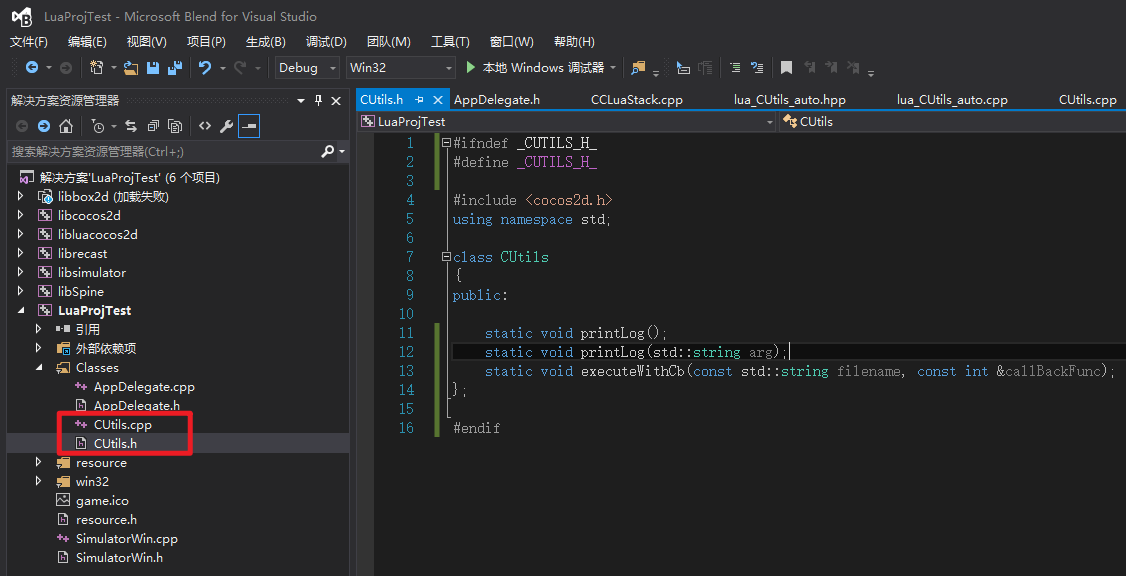 LuaProjTest - Microsoft Blend for Visual Studio
文件(F) 编辑(E) 视图(V) 项目(P) 生成(B) 调试(D) 团队(M) 工具(T) 窗口(W) 帮助(H)
Debug Win32 本地 Windows 调试器
解决方案资源管理器
搜索解决方案资源管理器(Ctrl+;)
解决方案'LuaProjTest' (6 个项目)
libbox2d (加载失败)
libcocos2d
libluacocos2d
librecast
libsimulator
libSpine
LuaProjTest
引用
外部依赖项
Classes
AppDelegate.cpp
AppDelegate.h
CUtils.cpp
CUtils.h
resource
win32
game.ico
resource.h
SimulatorWin.cpp
SimulatorWin.h
CUtils.h AppDelegate.h CCLuaStack.cpp lua_CUtils_auto.hpp lua_CUtils_auto.cpp CUtils.cpp
LuaProjTest CUtils
1 #ifndef _CUTILS_H_
2 #define _CUTILS_H_
3
4 #include <cocos2d.h>
5 using namespace std;
6
7 class CUtils
8 {
9 public:
10
11 static void printLog();
12 static void printLog(std::string arg);
13 static void executeWithCb(const std::string filename, const int &callBackFunc);
14 };
15
16 #endif